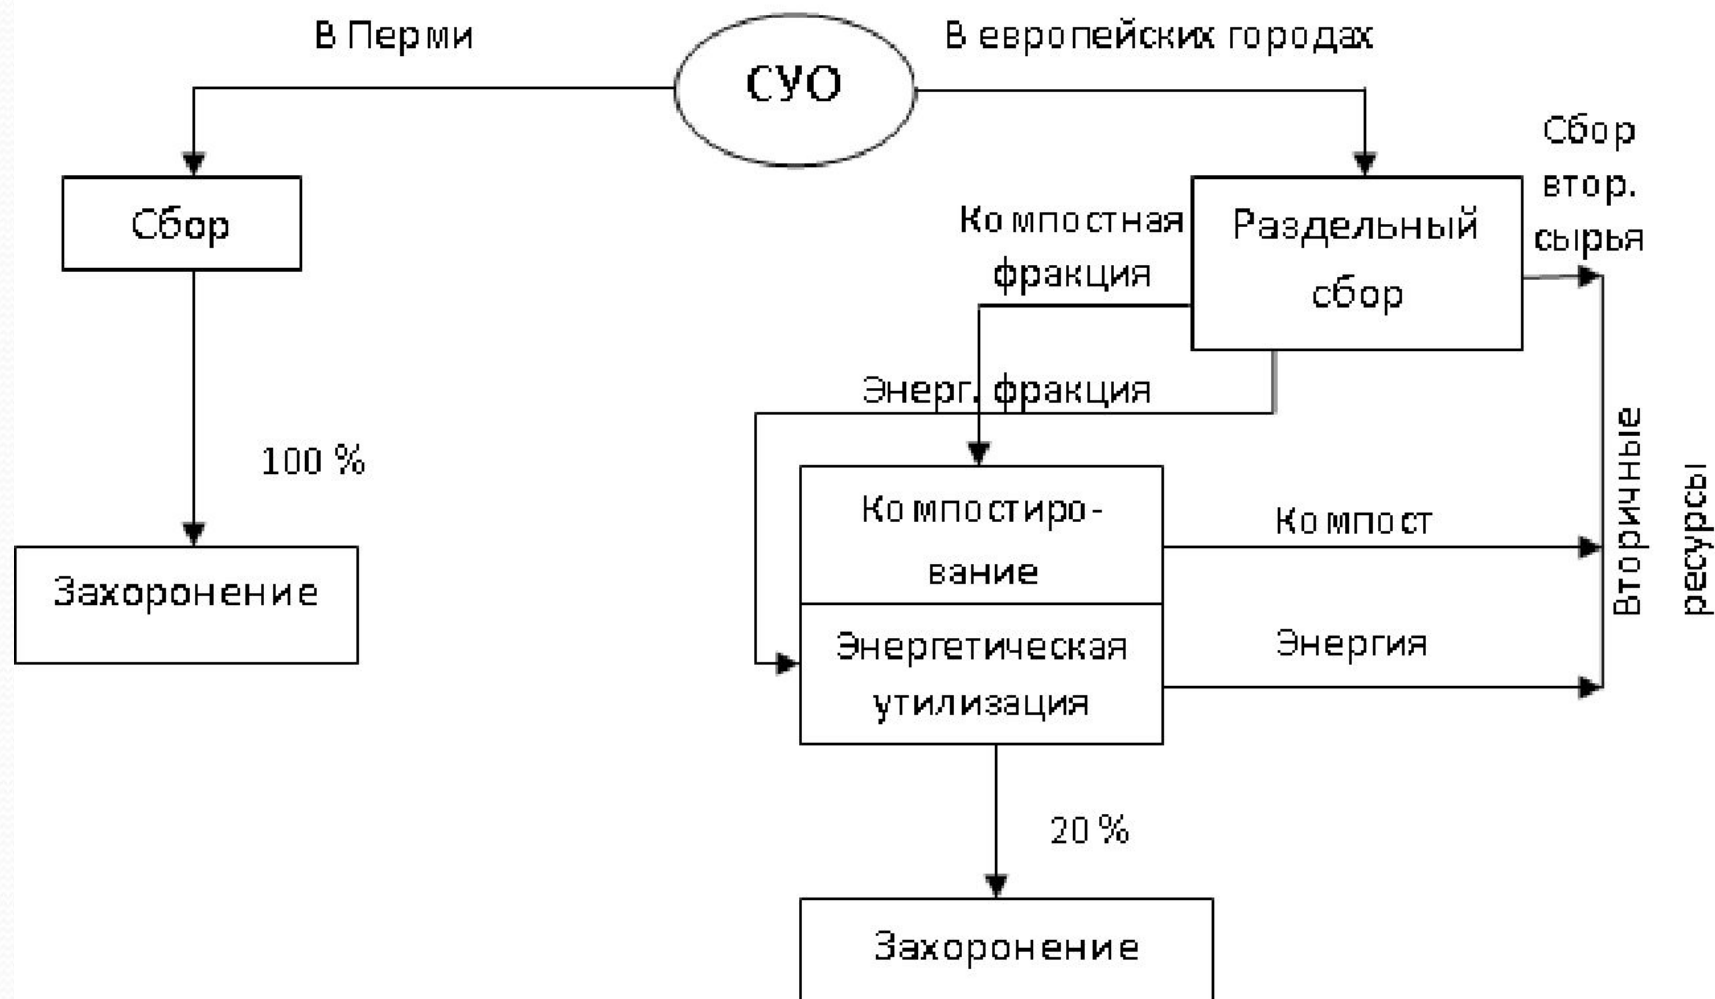 В Перми
СУО
В европейских городах
Сбор
Захоронение
100 %
Раздельный
сбор
Сбор
втор.
сырья
Компостная
фракция
Энерг. фракция
Компостиро-
вание
Энергетическая
утилизация
Компост
Энергия
Вторичные
ресурсы
20 %
Захоронение